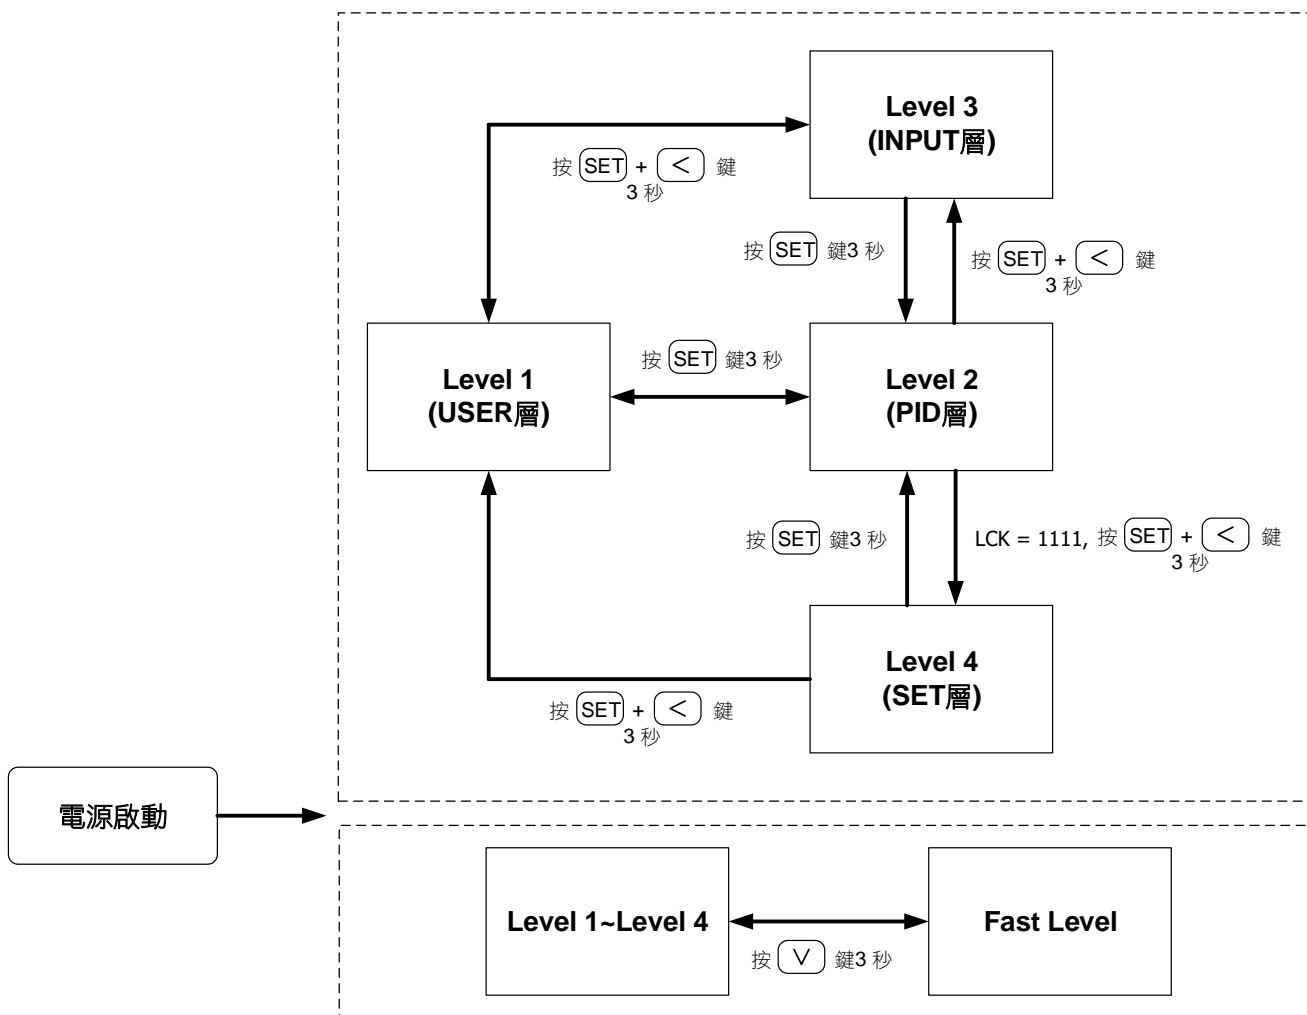 Level 3
(INPUT層)
按 SET + < 鍵
3 秒
按 SET 鍵3 秒
按 SET + < 鍵
3 秒
Level 1
(USER層)
按 SET 鍵3 秒
Level 2
(PID層)
按 SET 鍵3 秒
LCK = 1111, 按 SET + < 鍵
3 秒
Level 4
(SET層)
按 SET + < 鍵
3 秒
電源啟動
Level 1~Level 4
按 ∨ 鍵3 秒
Fast Level